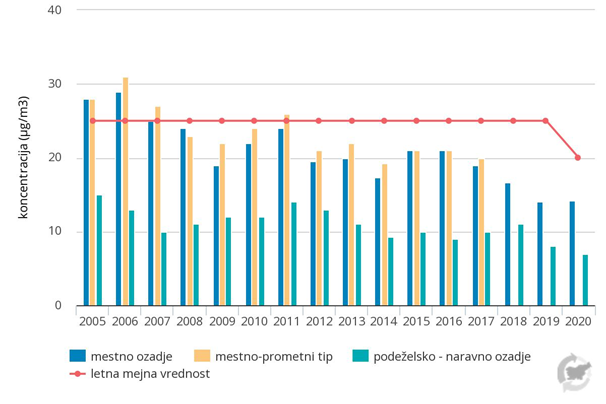 40
30
koncentracija (µg/m3)
20
10
0
2005 2006 2007 2008 2009 2010 2011 2012 2013 2014 2015 2016 2017 2018 2019 2020
mestno ozadje mestno-prometni tip podeželsko - naravno ozadje
letna mejna vrednost